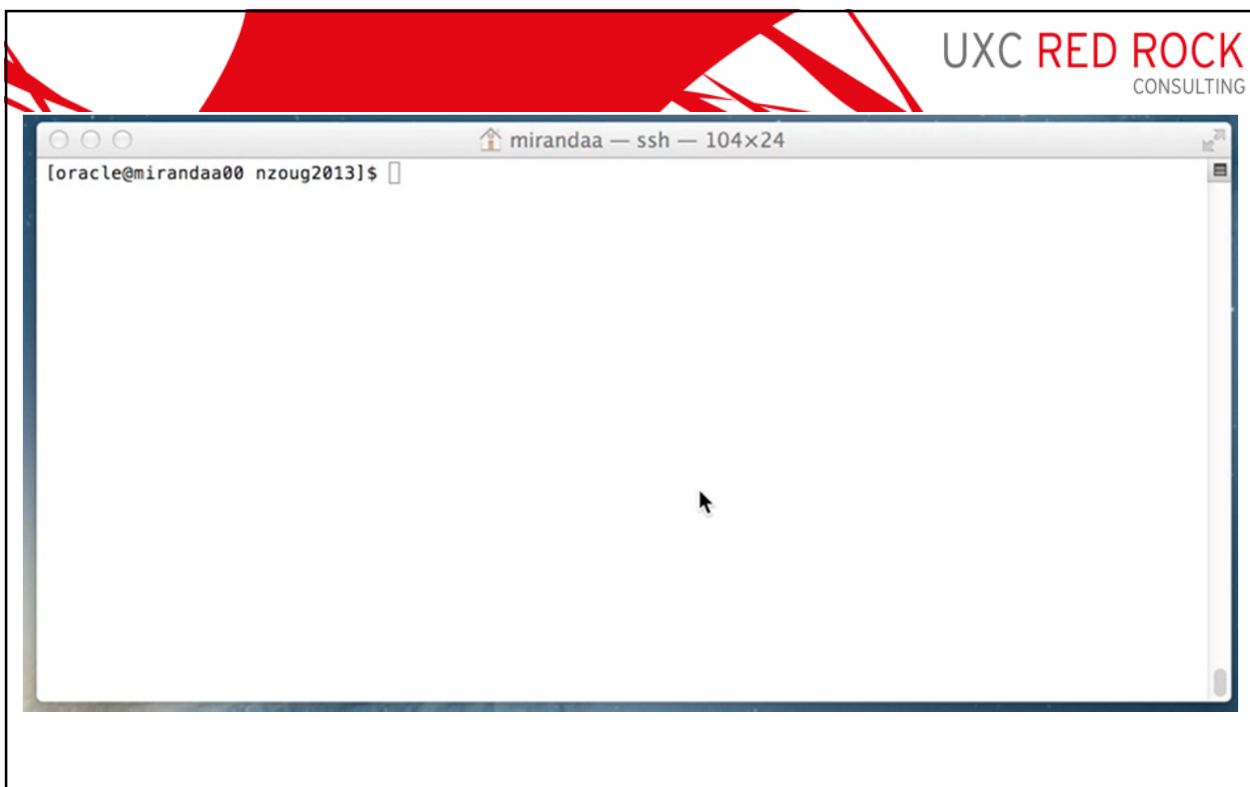 UXC RED ROCK
CONSULTING
mirandaa — ssh — 104×24
[oracle@mirandaa00 nzoug2013]$